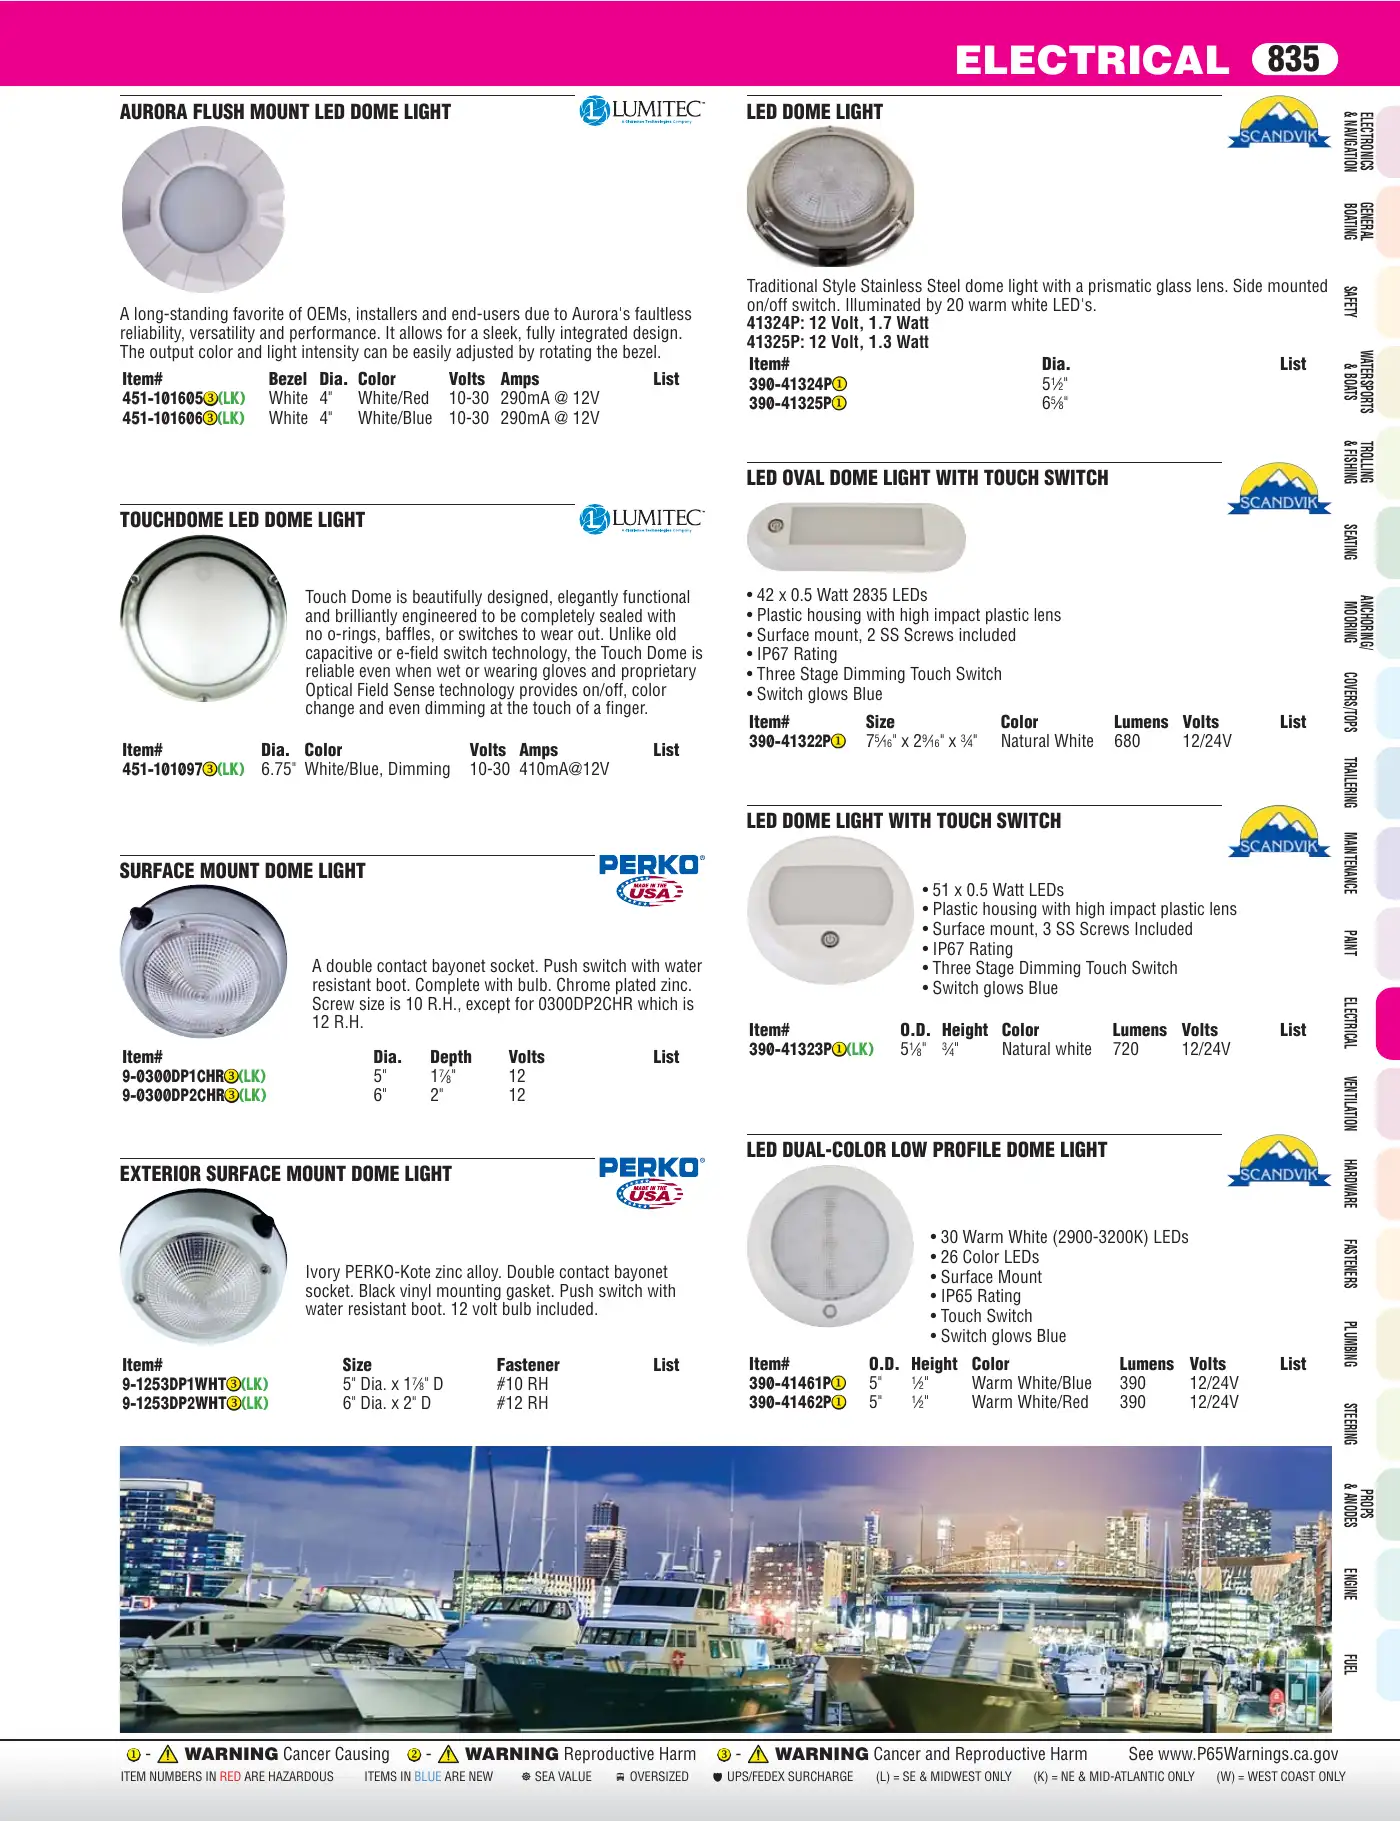 ELECTRICAL 835
AURORA FLUSH MOUNT LED DOME LIGHT
LUMITEC™
A long-standing favorite of OEMs, installers and end-users due to Aurora's faultless
reliability, versatility and performance. It allows for a sleek, fully integrated design.
The output color and light intensity can be easily adjusted by rotating the bezel.
Item# Bezel Dia. Color Volts Amps List
451-101605③(LK) White 4" White/Red 10-30 290mA @ 12V
451-101606③(LK) White 4" White/Blue 10-30 290mA @ 12V
TOUCHDOME LED DOME LIGHT
LUMITEC™
Touch Dome is beautifully designed, elegantly functional
and brilliantly engineered to be completely sealed with
no o-rings, baffles, or switches to wear out. Unlike old
capacitive or e-field switch technology, the Touch Dome is
reliable even when wet or wearing gloves and proprietary
Optical Field Sense technology provides on/off, color
change and even dimming at the touch of a finger.
Item# Dia. Color Volts Amps List
451-101097③(LK) 6.75" White/Blue, Dimming 10-30 410mA@12V
SURFACE MOUNT DOME LIGHT
PERKO®
MADE IN THE
USA
A double contact bayonet socket. Push switch with water
resistant boot. Complete with bulb. Chrome plated zinc.
Screw size is 10 R.H., except for 0300DP2CHR which is
12 R.H.
Item# Dia. Depth Volts List
9-0300DP1CHR③(LK) 5" 1⅞" 12
9-0300DP2CHR③(LK) 6" 2" 12
EXTERIOR SURFACE MOUNT DOME LIGHT
PERKO®
MADE IN THE
USA
Ivory PERKO-Kote zinc alloy. Double contact bayonet
socket. Black vinyl mounting gasket. Push switch with
water resistant boot. 12 volt bulb included.
Item# Size Fastener List
9-1253DP1WHT③(LK) 5" Dia. x 1⅞" D #10 RH
9-1253DP2WHT③(LK) 6" Dia. x 2" D #12 RH
LED DOME LIGHT
SCANDVIK
Traditional Style Stainless Steel dome light with a prismatic glass lens. Side mounted
on/off switch. Illuminated by 20 warm white LED's.
41324P: 12 Volt, 1.7 Watt
41325P: 12 Volt, 1.3 Watt
Item# Dia. List
390-41324P① 5½"
390-41325P① 6⅝"
LED OVAL DOME LIGHT WITH TOUCH SWITCH
SCANDVIK
• 42 x 0.5 Watt 2835 LEDs
• Plastic housing with high impact plastic lens
• Surface mount, 2 SS Screws included
• IP67 Rating
• Three Stage Dimming Touch Switch
• Switch glows Blue
Item# Size Color Lumens Volts List
390-41322P① 7⁵⁄₁₆" x 2⁹⁄₁₆" x ¾" Natural White 680 12/24V
LED DOME LIGHT WITH TOUCH SWITCH
SCANDVIK
• 51 x 0.5 Watt LEDs
• Plastic housing with high impact plastic lens
• Surface mount, 3 SS Screws Included
• IP67 Rating
• Three Stage Dimming Touch Switch
• Switch glows Blue
Item# O.D. Height Color Lumens Volts List
390-41323P①(LK) 5⅛" ¾" Natural white 720 12/24V
LED DUAL-COLOR LOW PROFILE DOME LIGHT
SCANDVIK
• 30 Warm White (2900-3200K) LEDs
• 26 Color LEDs
• Surface Mount
• IP65 Rating
• Touch Switch
• Switch glows Blue
Item# O.D. Height Color Lumens Volts List
390-41461P① 5" ½" Warm White/Blue 390 12/24V
390-41462P① 5" ½" Warm White/Red 390 12/24V
ELECTRONICS
& NAVIGATION
GENERAL
BOATING
SAFETY
WATERSPORTS
& BOATS
TROLLING
& FISHING
SEATING
ANCHORING/
MOORING
COVERS/TOPS
TRAILERING
MAINTENANCE
PAINT
ELECTRICAL
VENTILATION
HARDWARE
FASTENERS
PLUMBING
STEERING
PROPS
& ANODES
ENGINE
FUEL
① - WARNING Cancer Causing ② - WARNING Reproductive Harm ③ - WARNING Cancer and Reproductive Harm See www.P65Warnings.ca.gov
ITEM NUMBERS IN RED ARE HAZARDOUS ITEMS IN BLUE ARE NEW SEA VALUE OVERSIZED UPS/FEDEX SURCHARGE (L) = SE & MIDWEST ONLY (K) = NE & MID-ATLANTIC ONLY (W) = WEST COAST ONLY